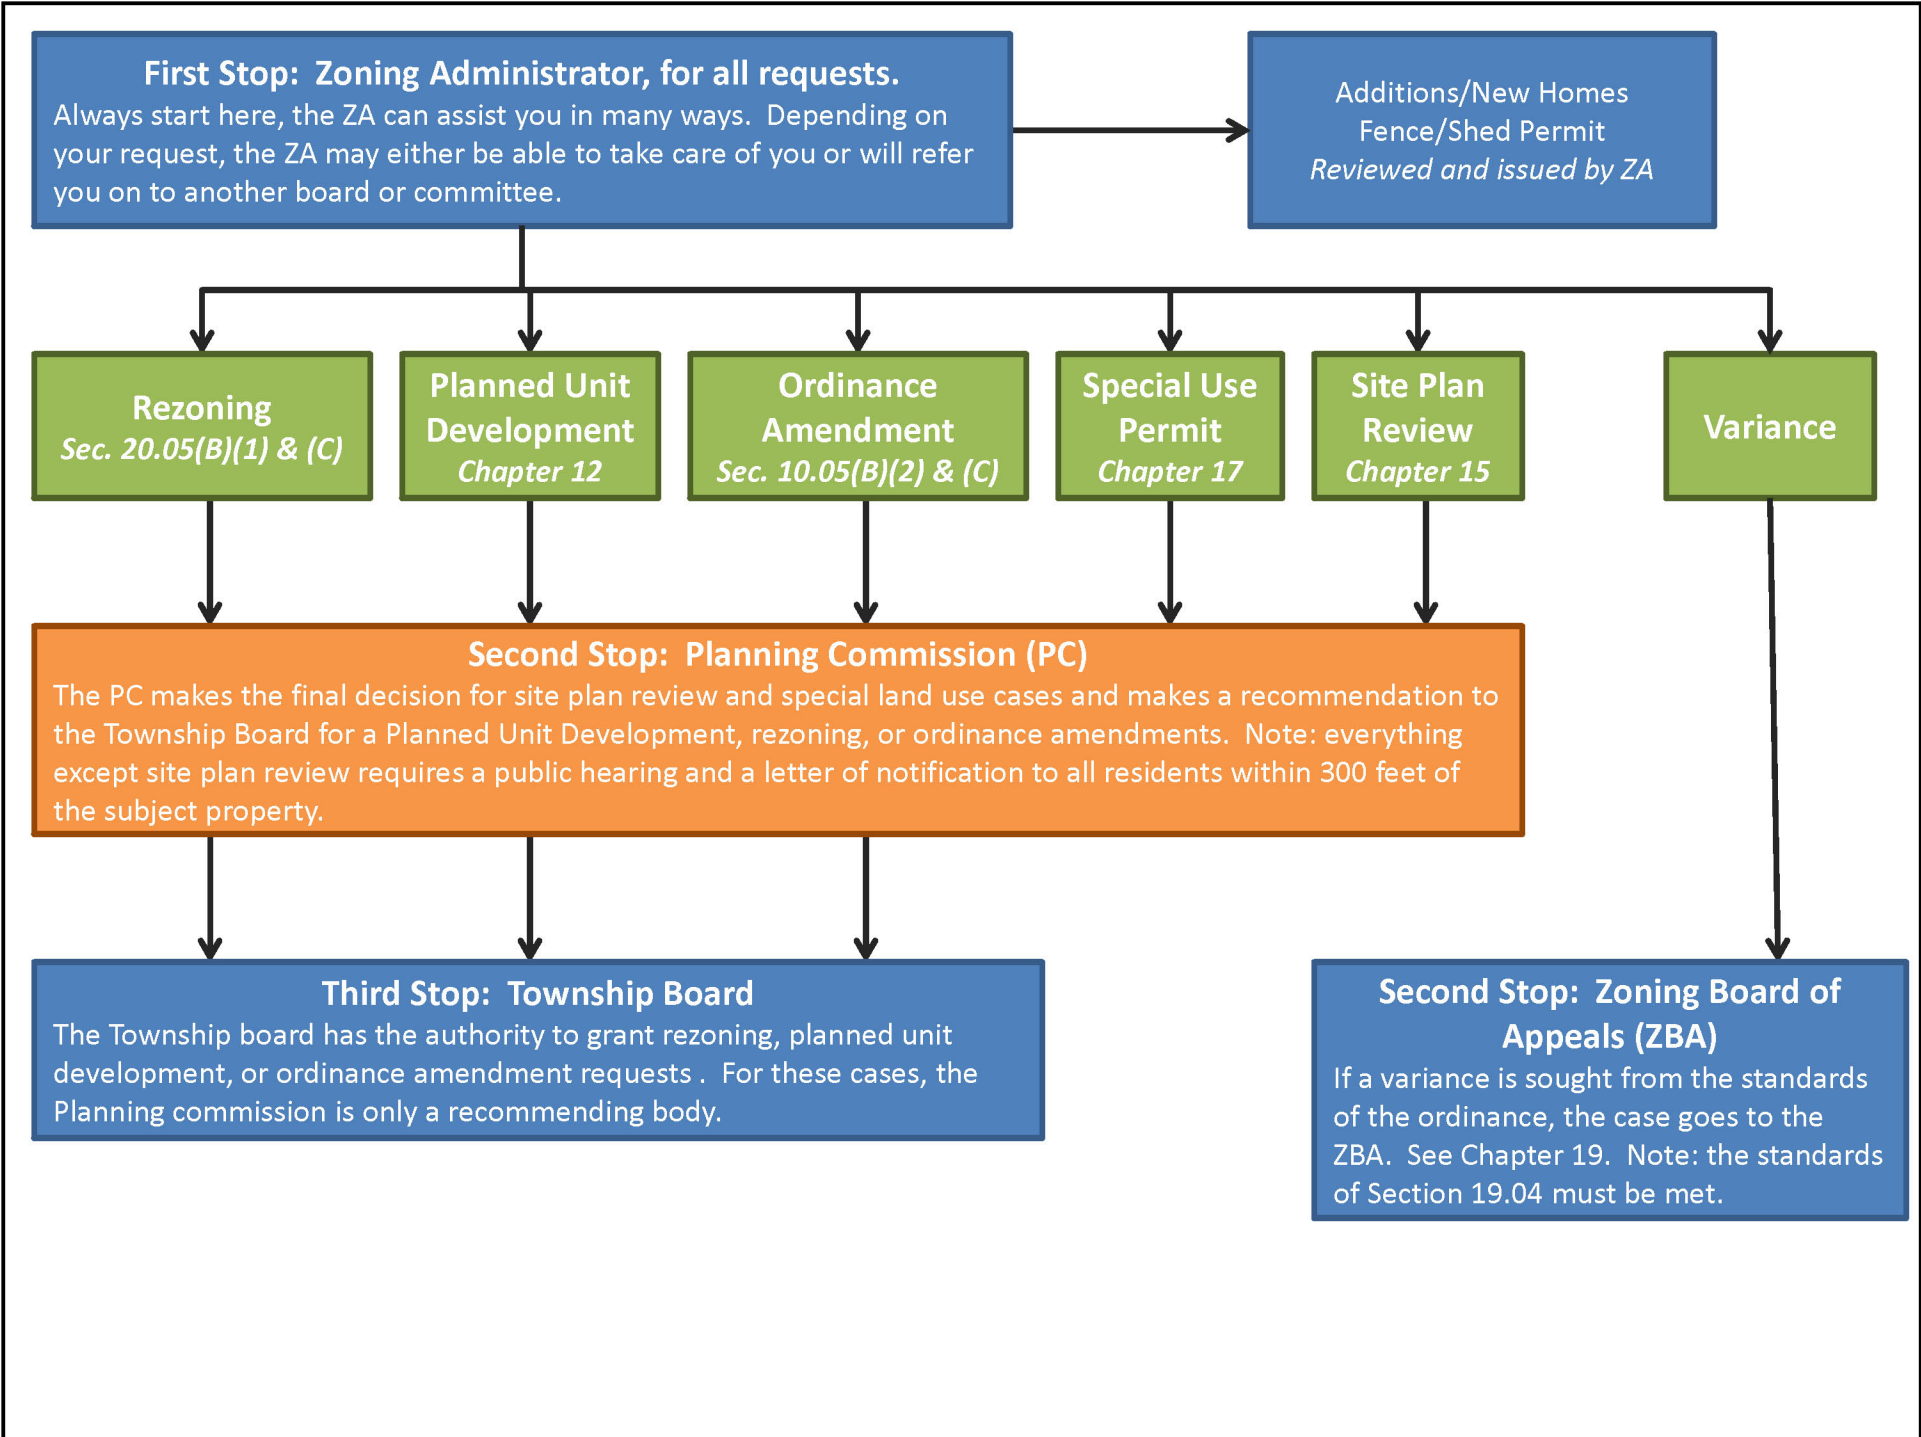 First Stop:  Zoning Administrator, for all requests.
Always start here, the ZA can assist you in many ways.  Depending on
your request, the ZA may either be able to take care of you or will refer
you on to another board or committee.
Additions/New Homes
Fence/Shed Permit
Reviewed and issued by ZA
Rezoning
Sec. 20.05(B)(1) & (C)
Planned Unit
Development
Chapter 12
Ordinance
Amendment
Sec. 10.05(B)(2) & (C)
Special Use
Permit
Chapter 17
Site Plan
Review
Chapter 15
Variance
Second Stop:  Planning Commission (PC)
The PC makes the final decision for site plan review and special land use cases and makes a recommendation to
the Township Board for a Planned Unit Development, rezoning, or ordinance amendments.  Note: everything
except site plan review requires a public hearing and a letter of notification to all residents within 300 feet of
the subject property.
Third Stop:  Township Board
The Township board has the authority to grant rezoning, planned unit
development, or ordinance amendment requests .  For these cases, the
Planning commission is only a recommending body.
Second Stop:  Zoning Board of
Appeals (ZBA)
If a variance is sought from the standards
of the ordinance, the case goes to the
ZBA.  See Chapter 19.  Note: the standards
of Section 19.04 must be met.